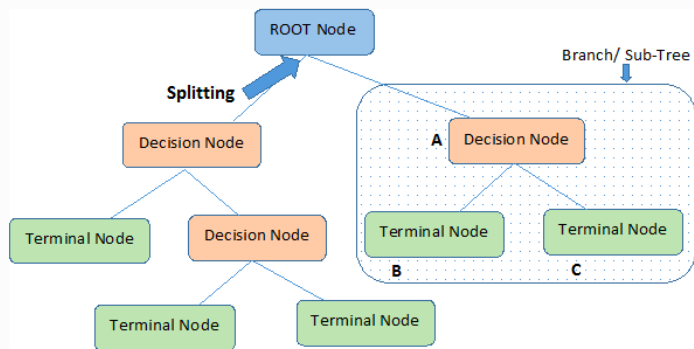 ROOT Node
Branch/ Sub-Tree
Splitting
Decision Node
A
Decision Node
Terminal Node
Decision Node
Terminal Node
Terminal Node
B
C
Terminal Node
Terminal Node